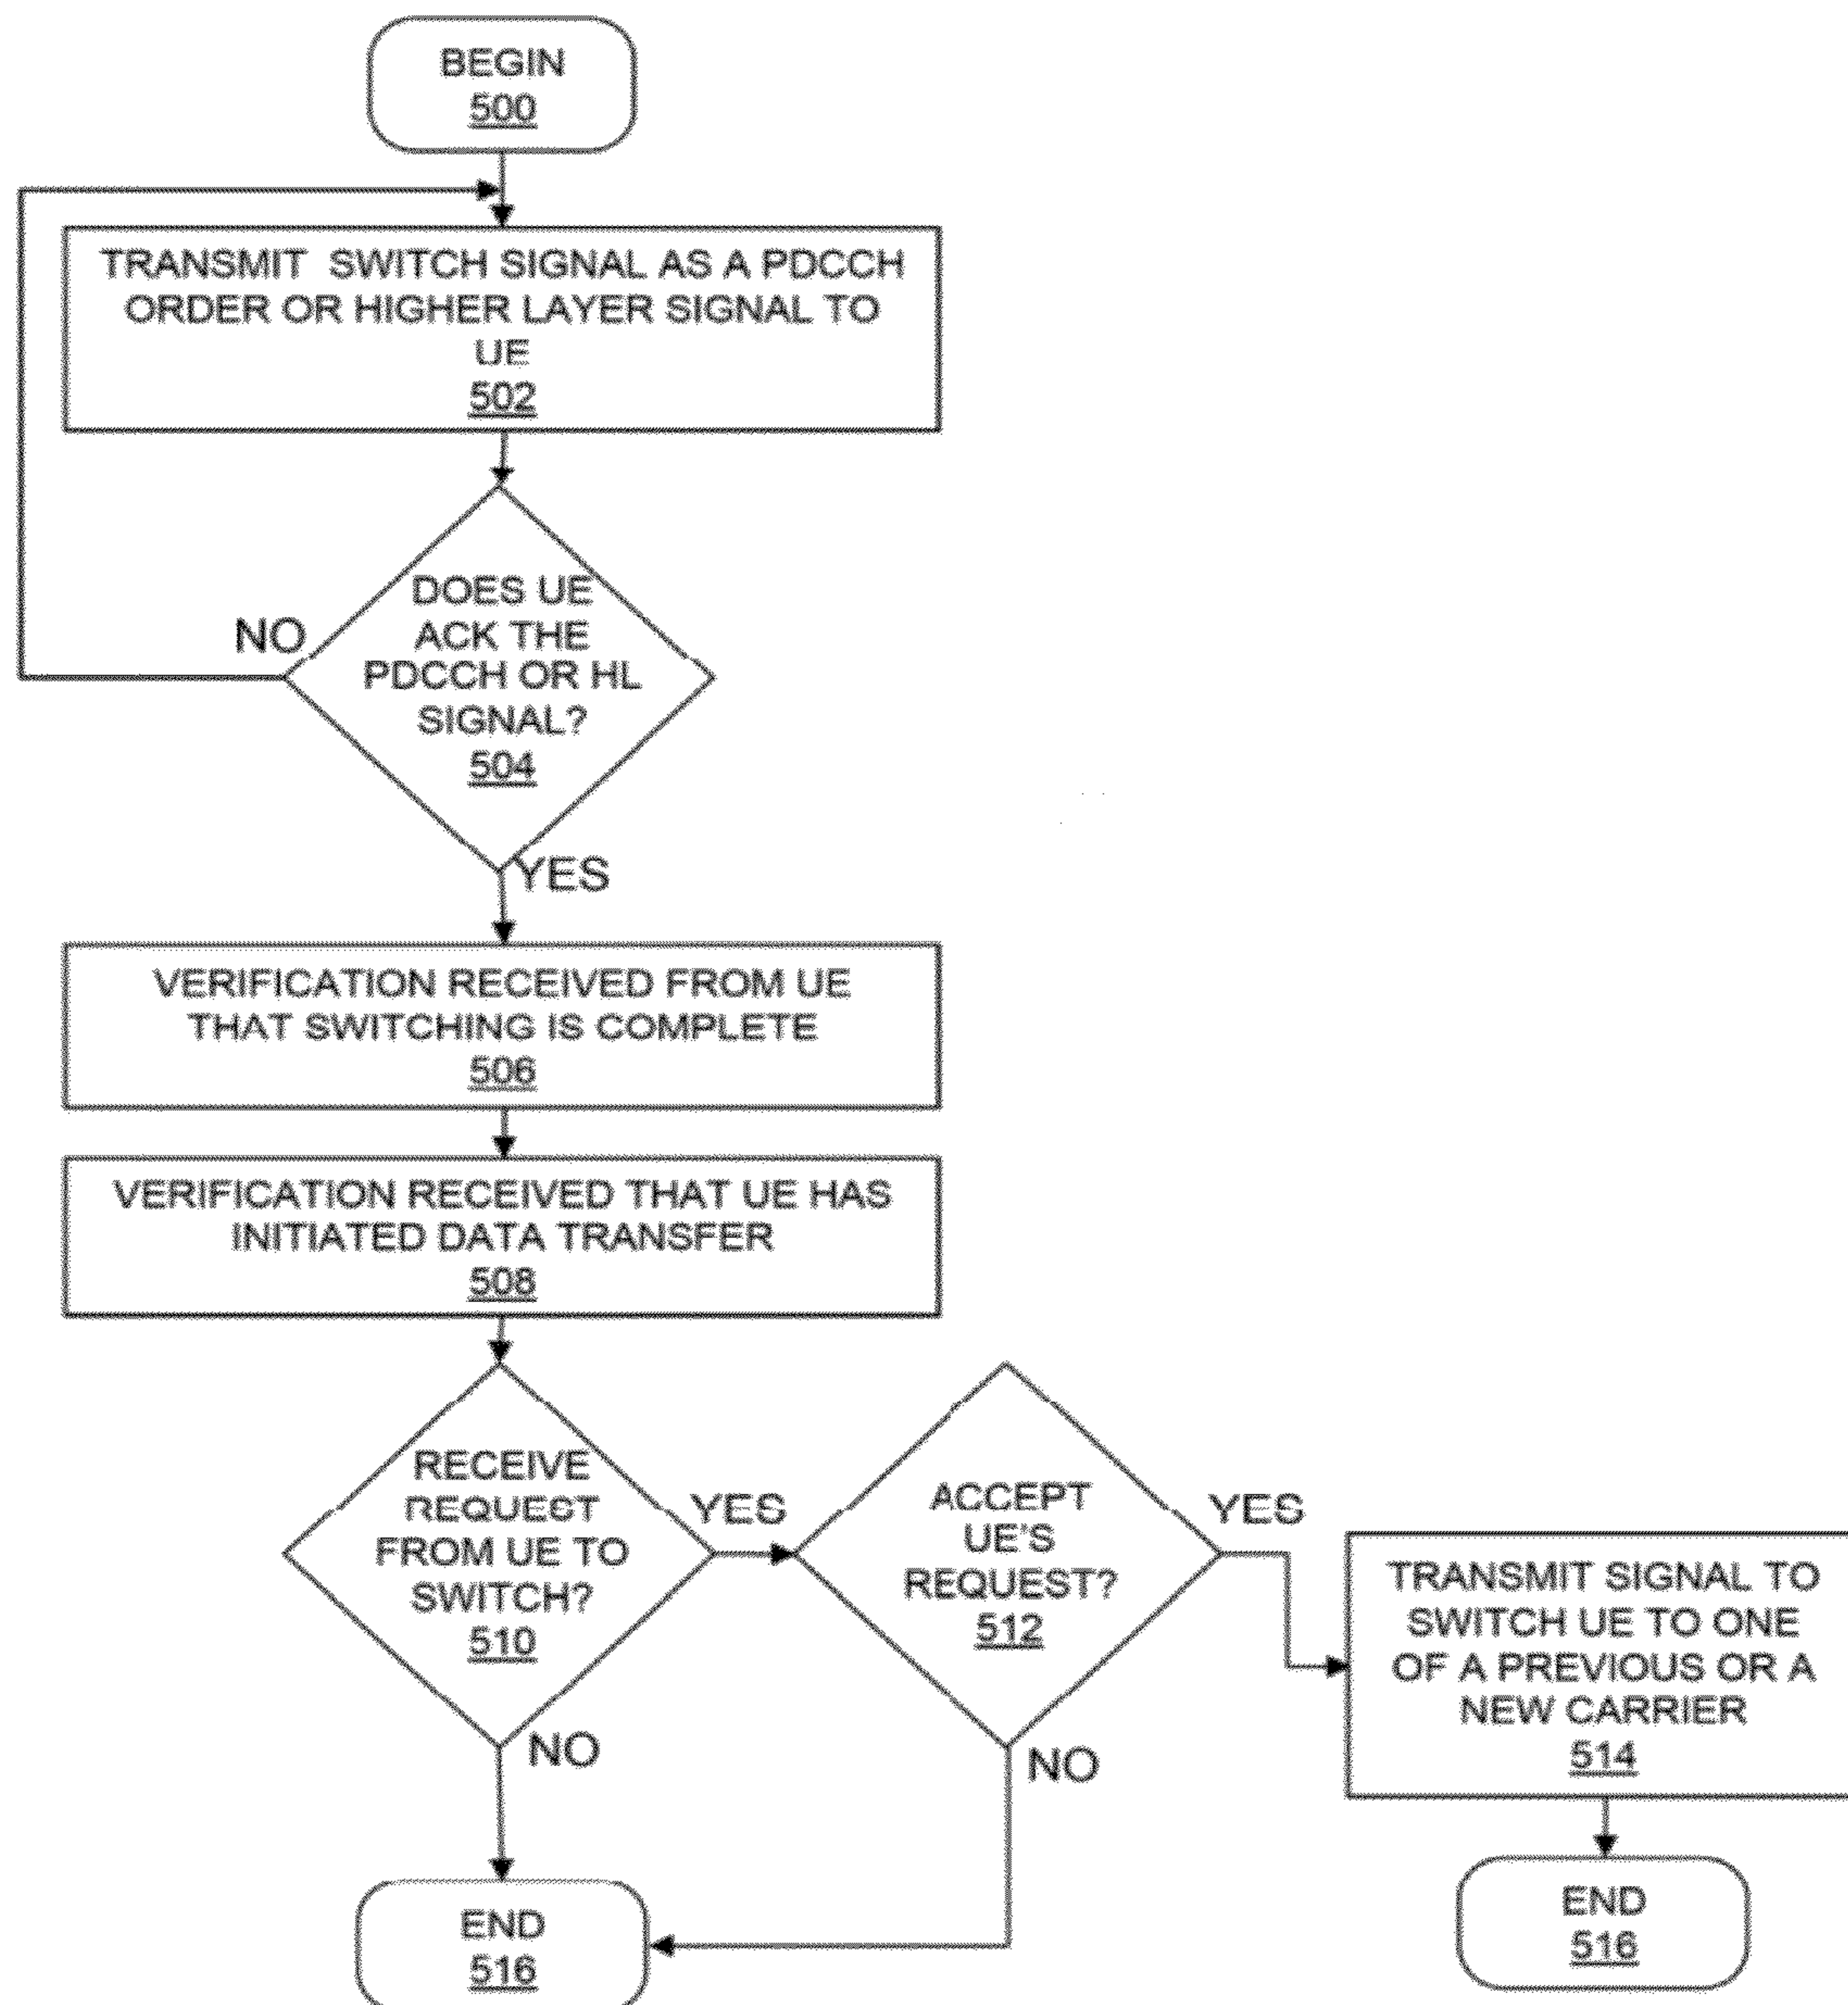 BEGIN
500
TRANSMIT SWITCH SIGNAL AS A PDCCH
ORDER OR HIGHER LAYER SIGNAL TO
UE
502
DOES UE
ACK THE
PDCCH OR HL
SIGNAL?
504
NO
YES
VERIFICATION RECEIVED FROM UE
THAT SWITCHING IS COMPLETE
506
VERIFICATION RECEIVED THAT UE HAS
INITIATED DATA TRANSFER
508
RECEIVE
REQUEST
FROM UE TO
SWITCH?
510
YES
NO
ACCEPT
UE'S
REQUEST?
512
YES
NO
TRANSMIT SIGNAL TO
SWITCH UE TO ONE
OF A PREVIOUS OR A
NEW CARRIER
514
END
516
END
516